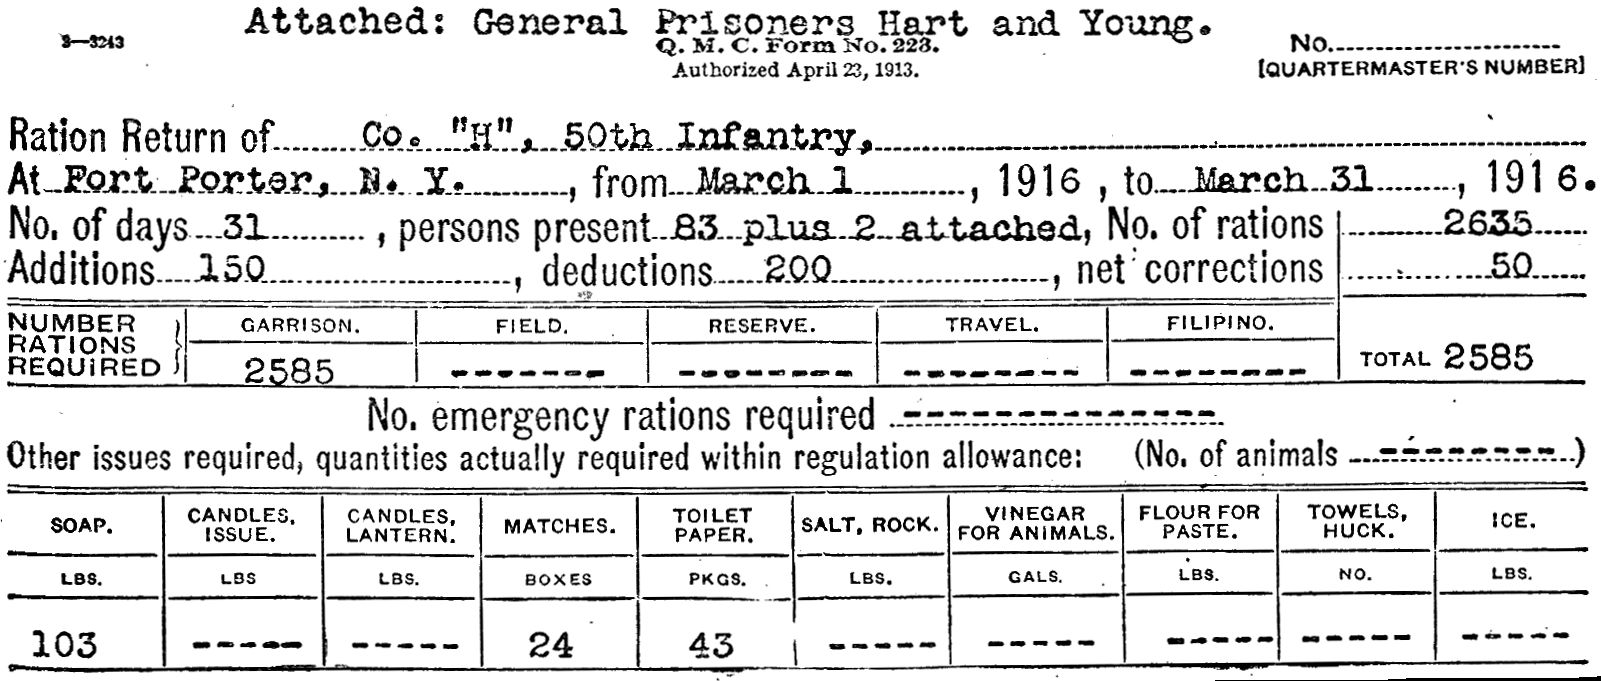 Attached: General Prisoners Hart and Young.
3—3243
Q. M. C. Form No. 223.
Authorized April 23, 1913.
No.
[QUARTERMASTER'S NUMBER]
Ration Return of Co. "H", 50th Infantry,
At Fort Porter, N. Y. , from March 1 , 1916 , to March 31 , 1916.
No. of days 31 , persons present 83 plus 2 attached, No. of rations 2635
Additions 150 , deductions 200 , net corrections 50
NUMBER RATIONS REQUIRED
GARRISON. FIELD. RESERVE. TRAVEL. FILIPINO.
2585 ------- -------- -------- -------- TOTAL 2585
No. emergency rations required ---------------
Other issues required, quantities actually required within regulation allowance: (No. of animals --------)
SOAP. CANDLES, ISSUE. CANDLES, LANTERN. MATCHES. TOILET PAPER. SALT, ROCK. VINEGAR FOR ANIMALS. FLOUR FOR PASTE. TOWELS, HUCK. ICE.
LBS. LBS LBS. BOXES PKGS. LBS. GALS. LBS. NO. LBS.
103 ----- ----- 24 43 ----- ----- ----- ----- -----